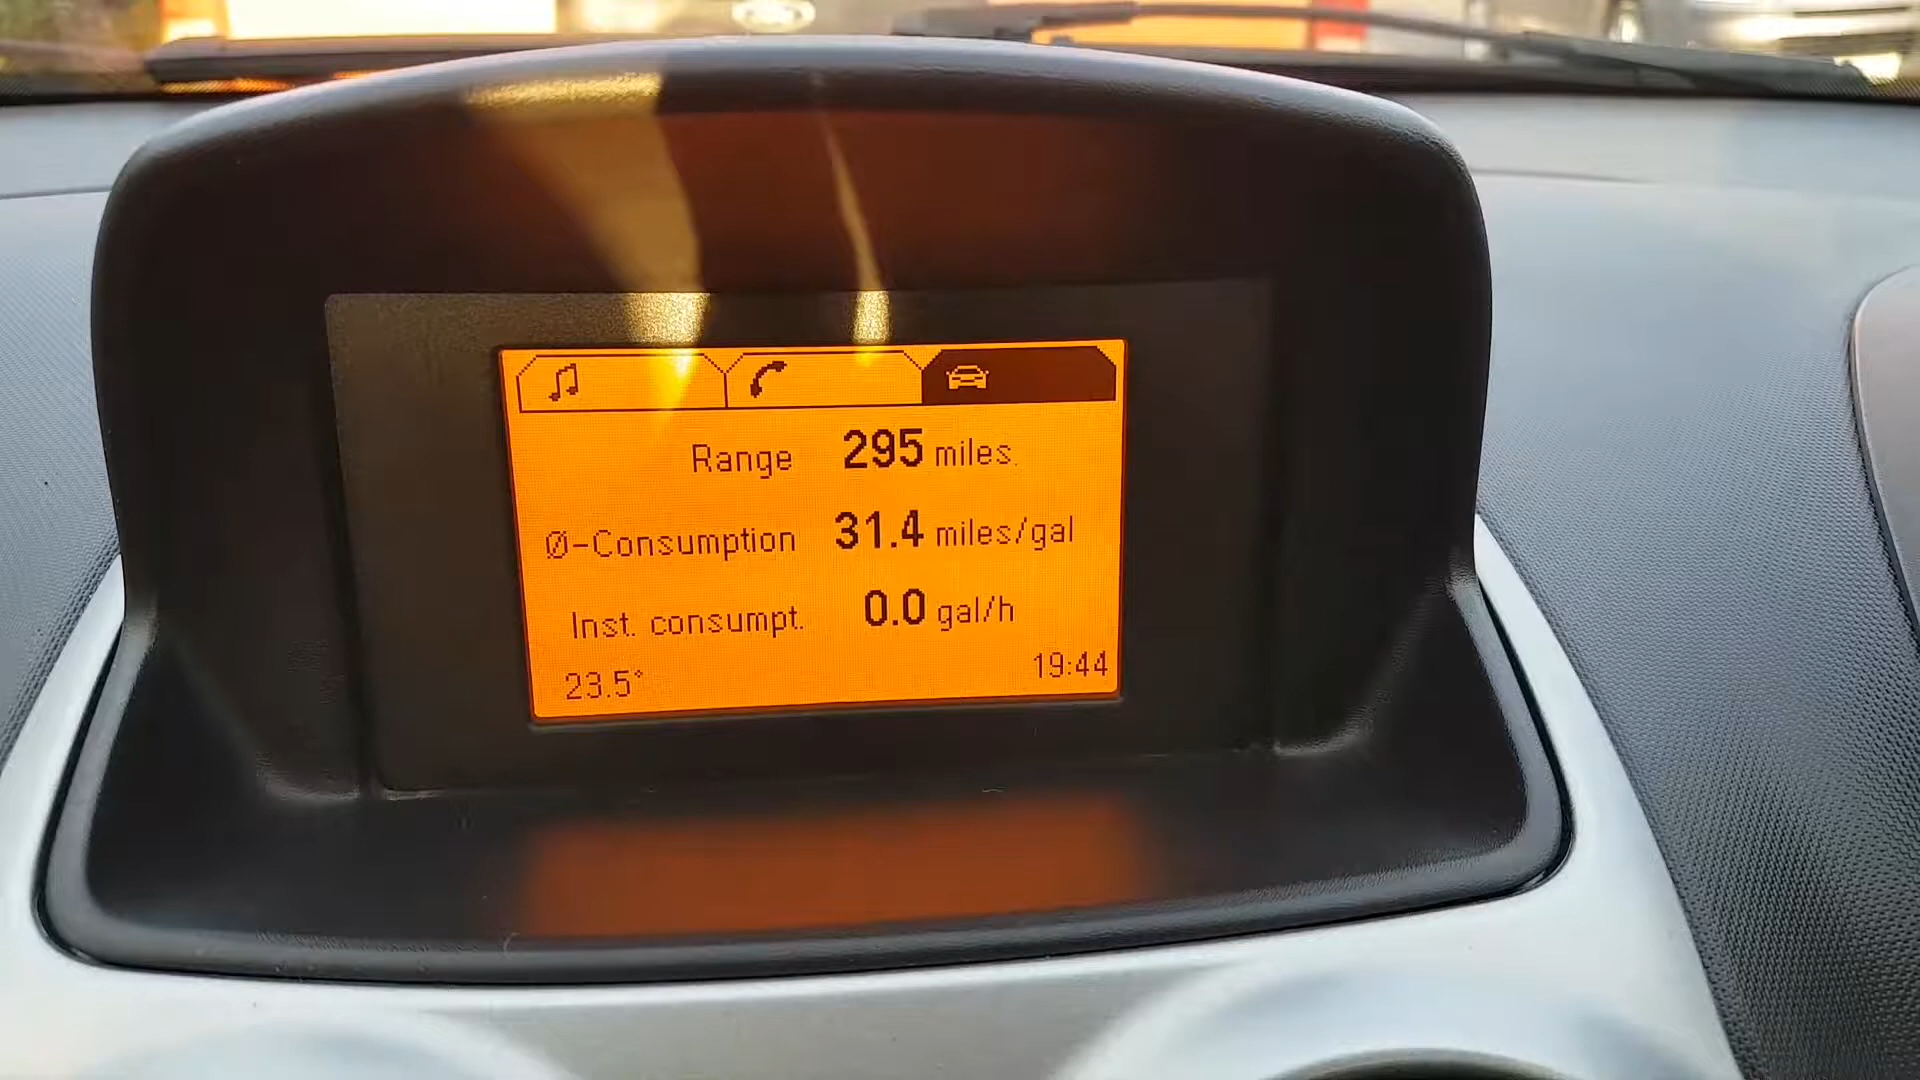 Range 295 miles
Ø-Consumption 31.4 miles/gal
Inst. consumpt. 0.0 gal/h
23.5° 19:44